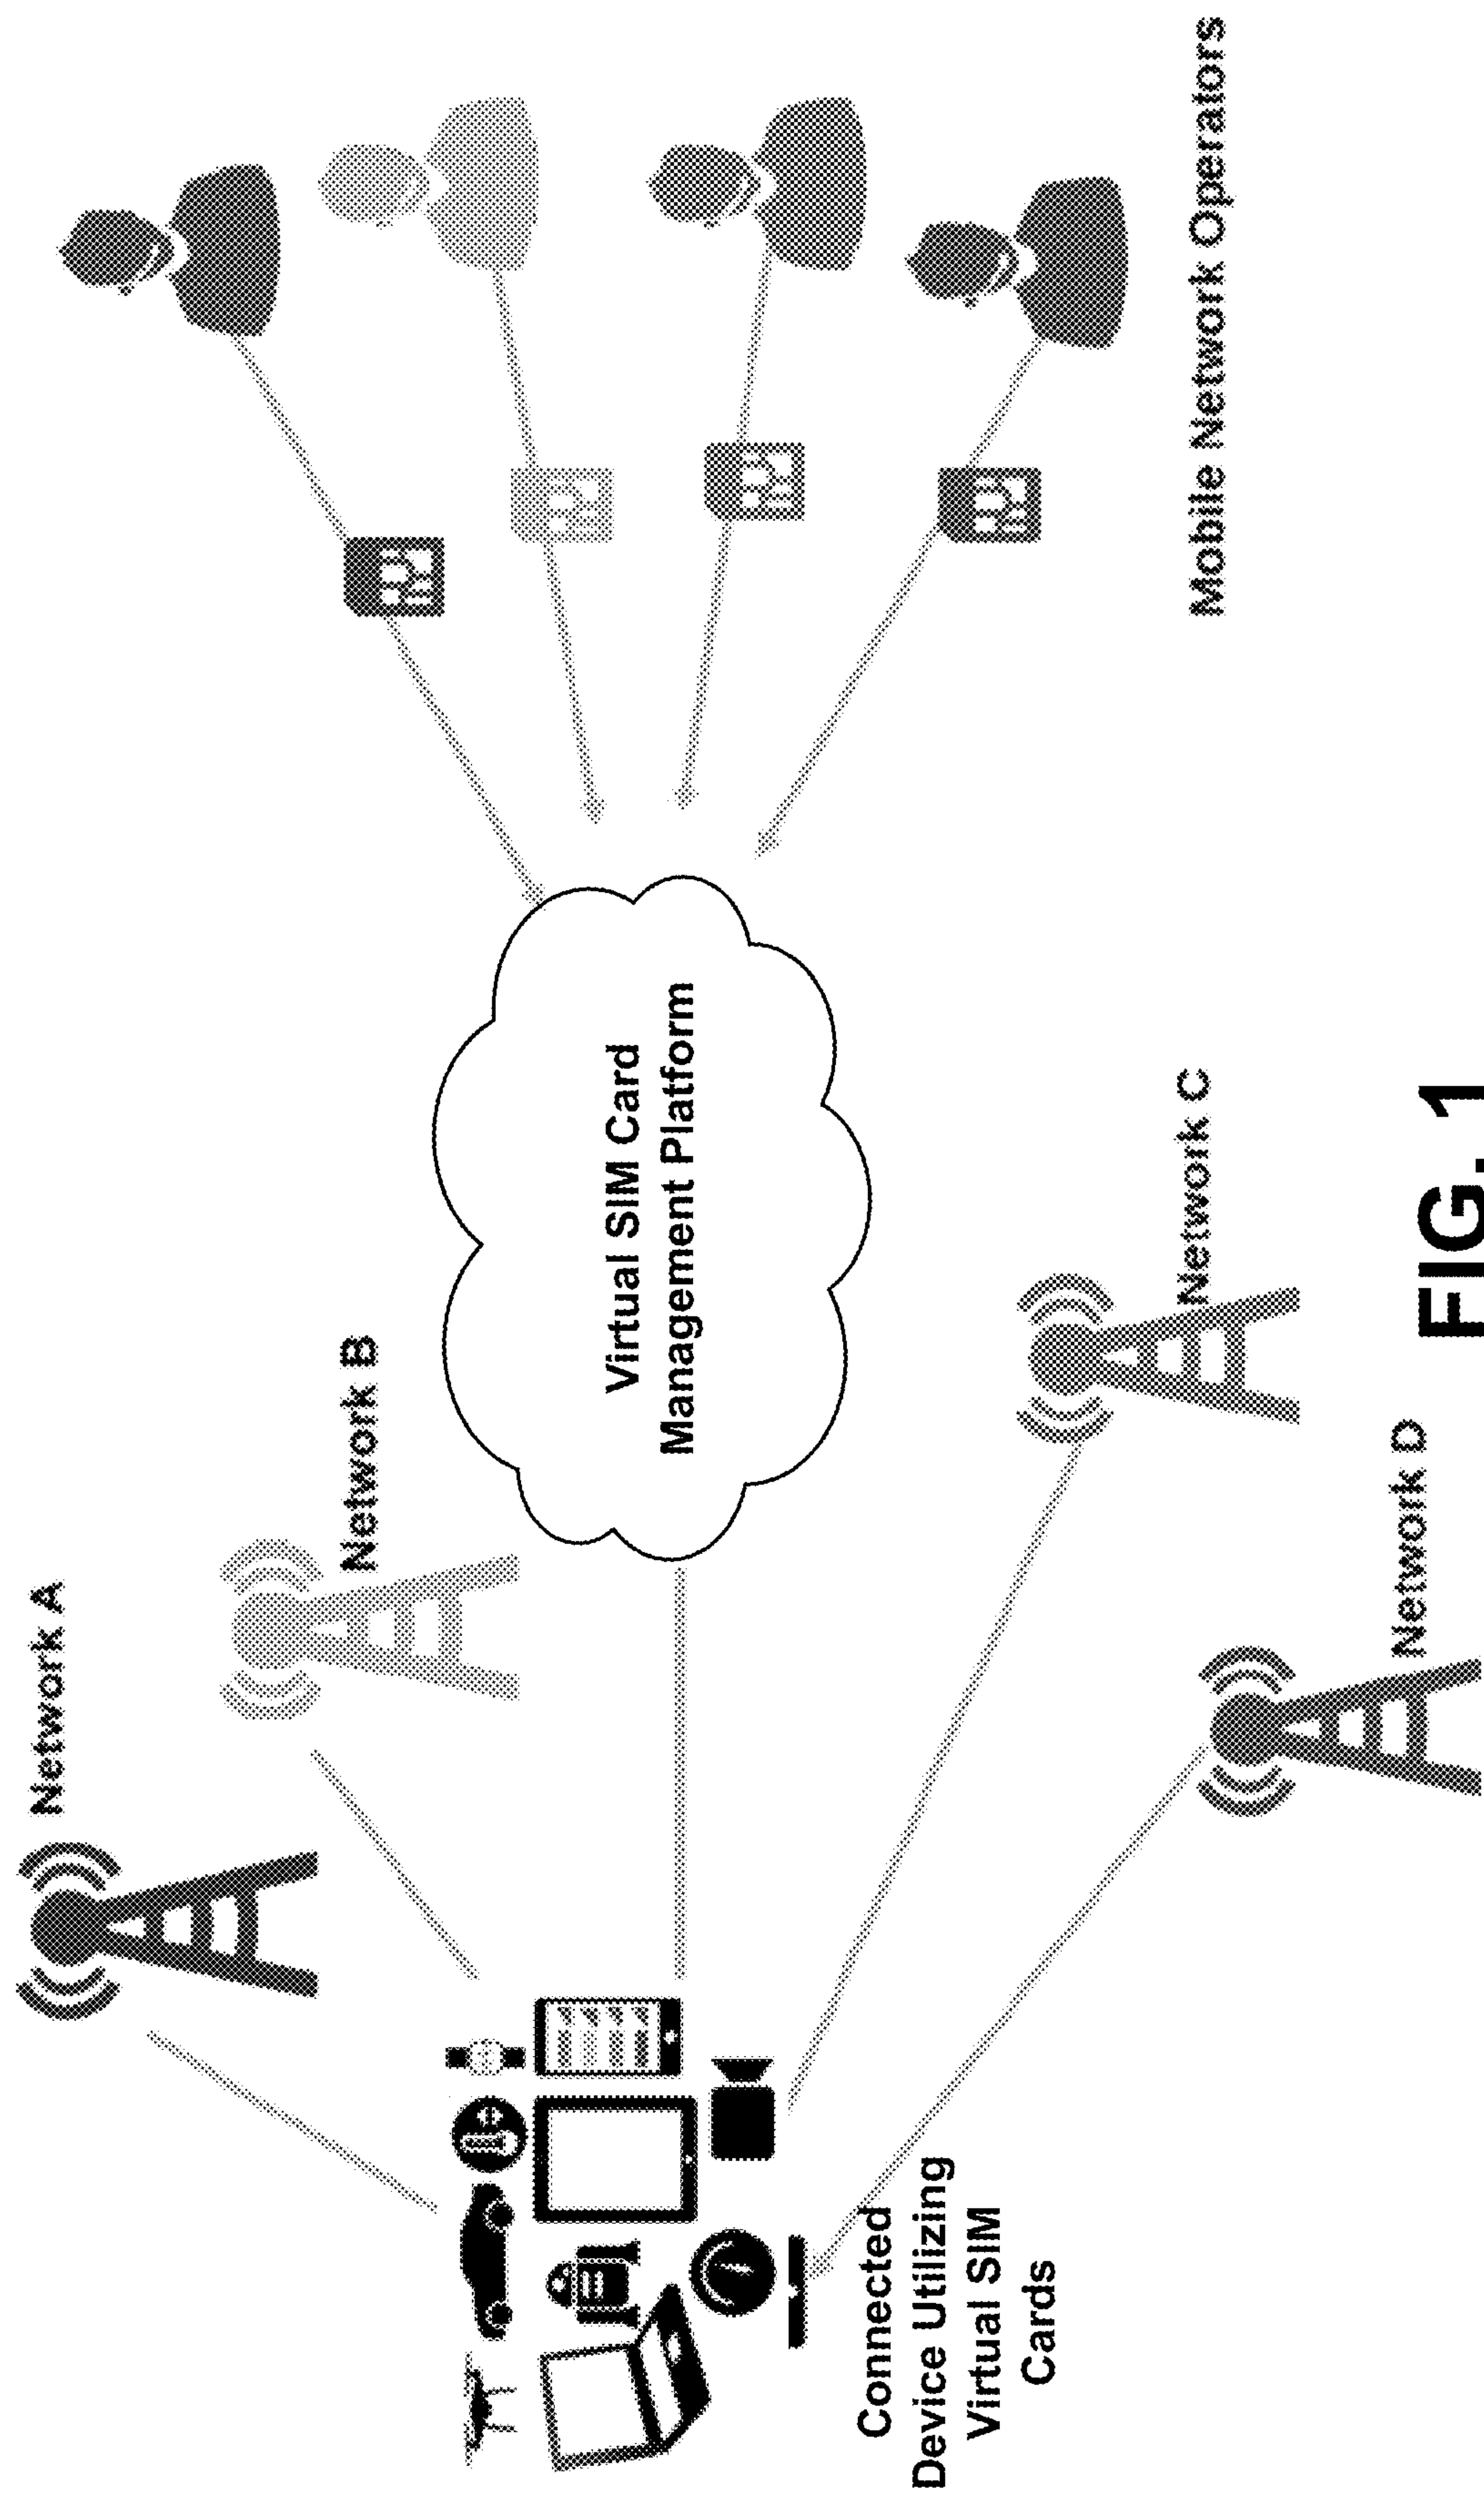 Network A
Network B
Virtual SIM Card
Management Platform
Connected
Device Utilizing
Virtual SIM
Cards
Network C
Network D
Mobile Network Operators
FIG. 1